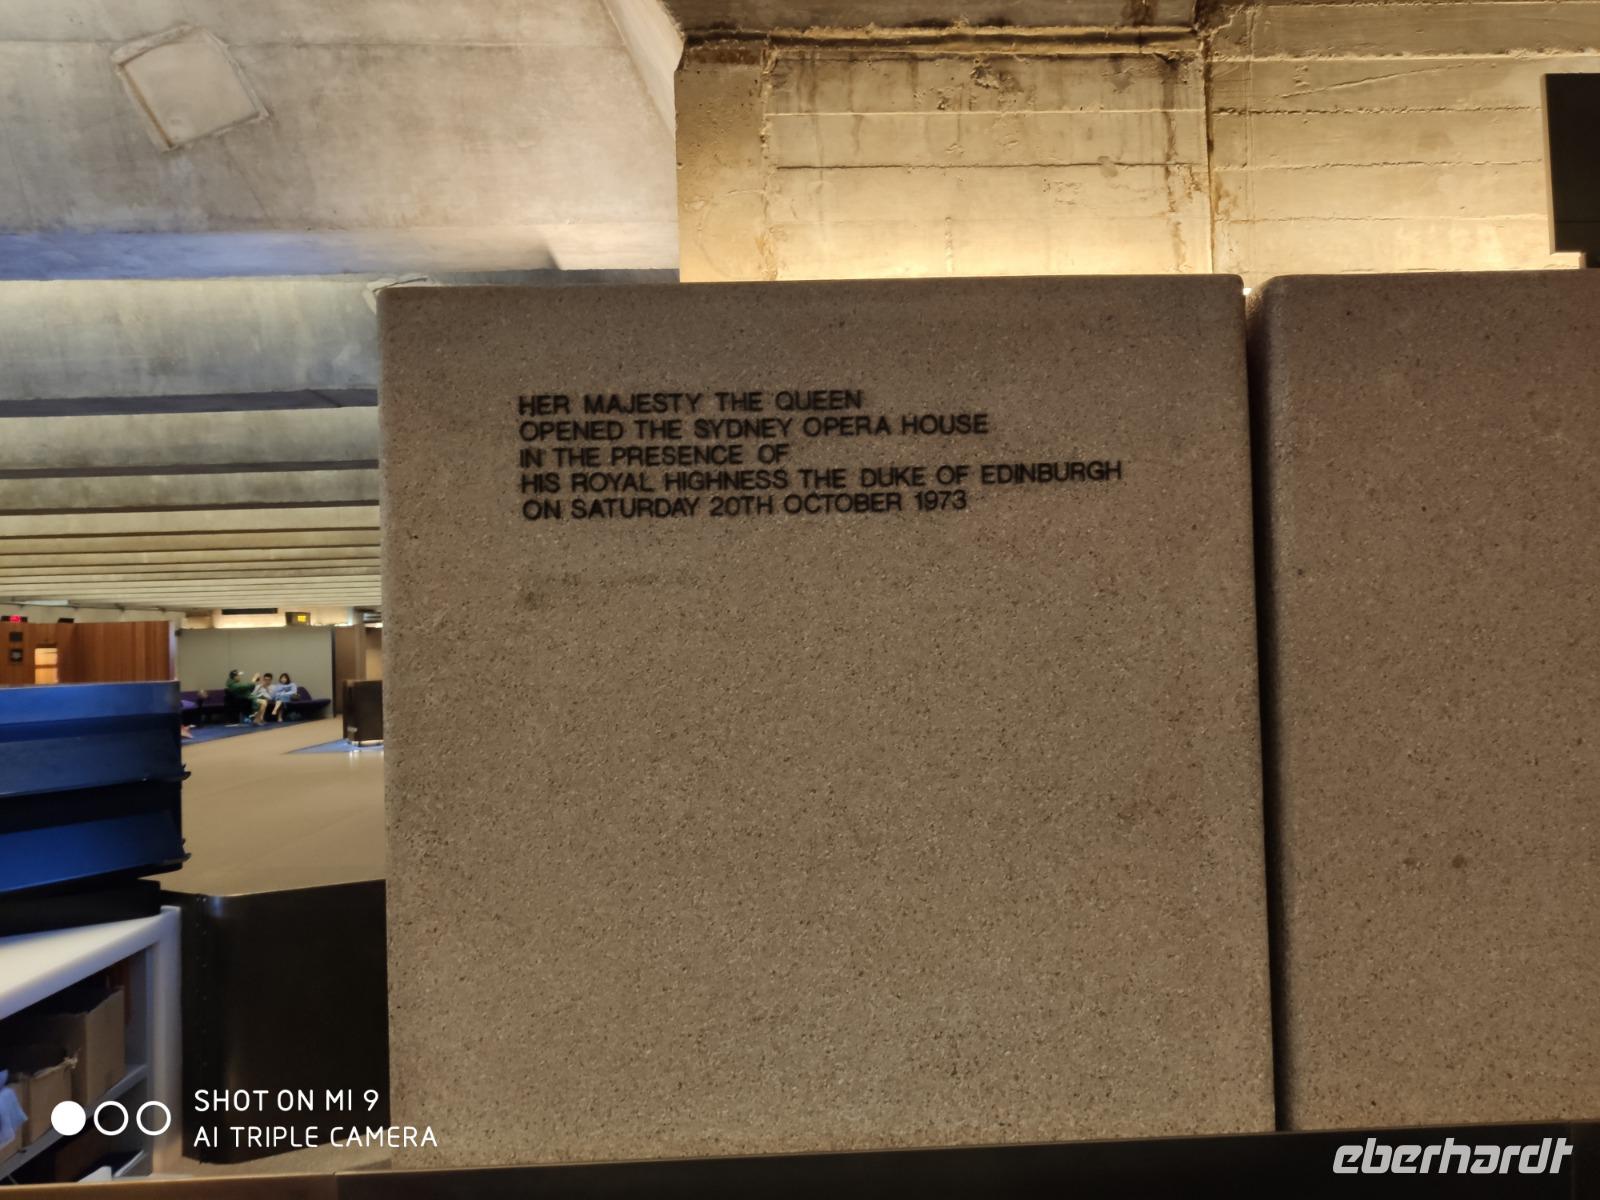 HER MAJESTY THE QUEEN
OPENED THE SYDNEY OPERA HOUSE
IN THE PRESENCE OF
HIS ROYAL HIGHNESS THE DUKE OF EDINBURGH
ON SATURDAY 20TH OCTOBER 1973
SHOT ON MI 9
AI TRIPLE CAMERA
eberhardt